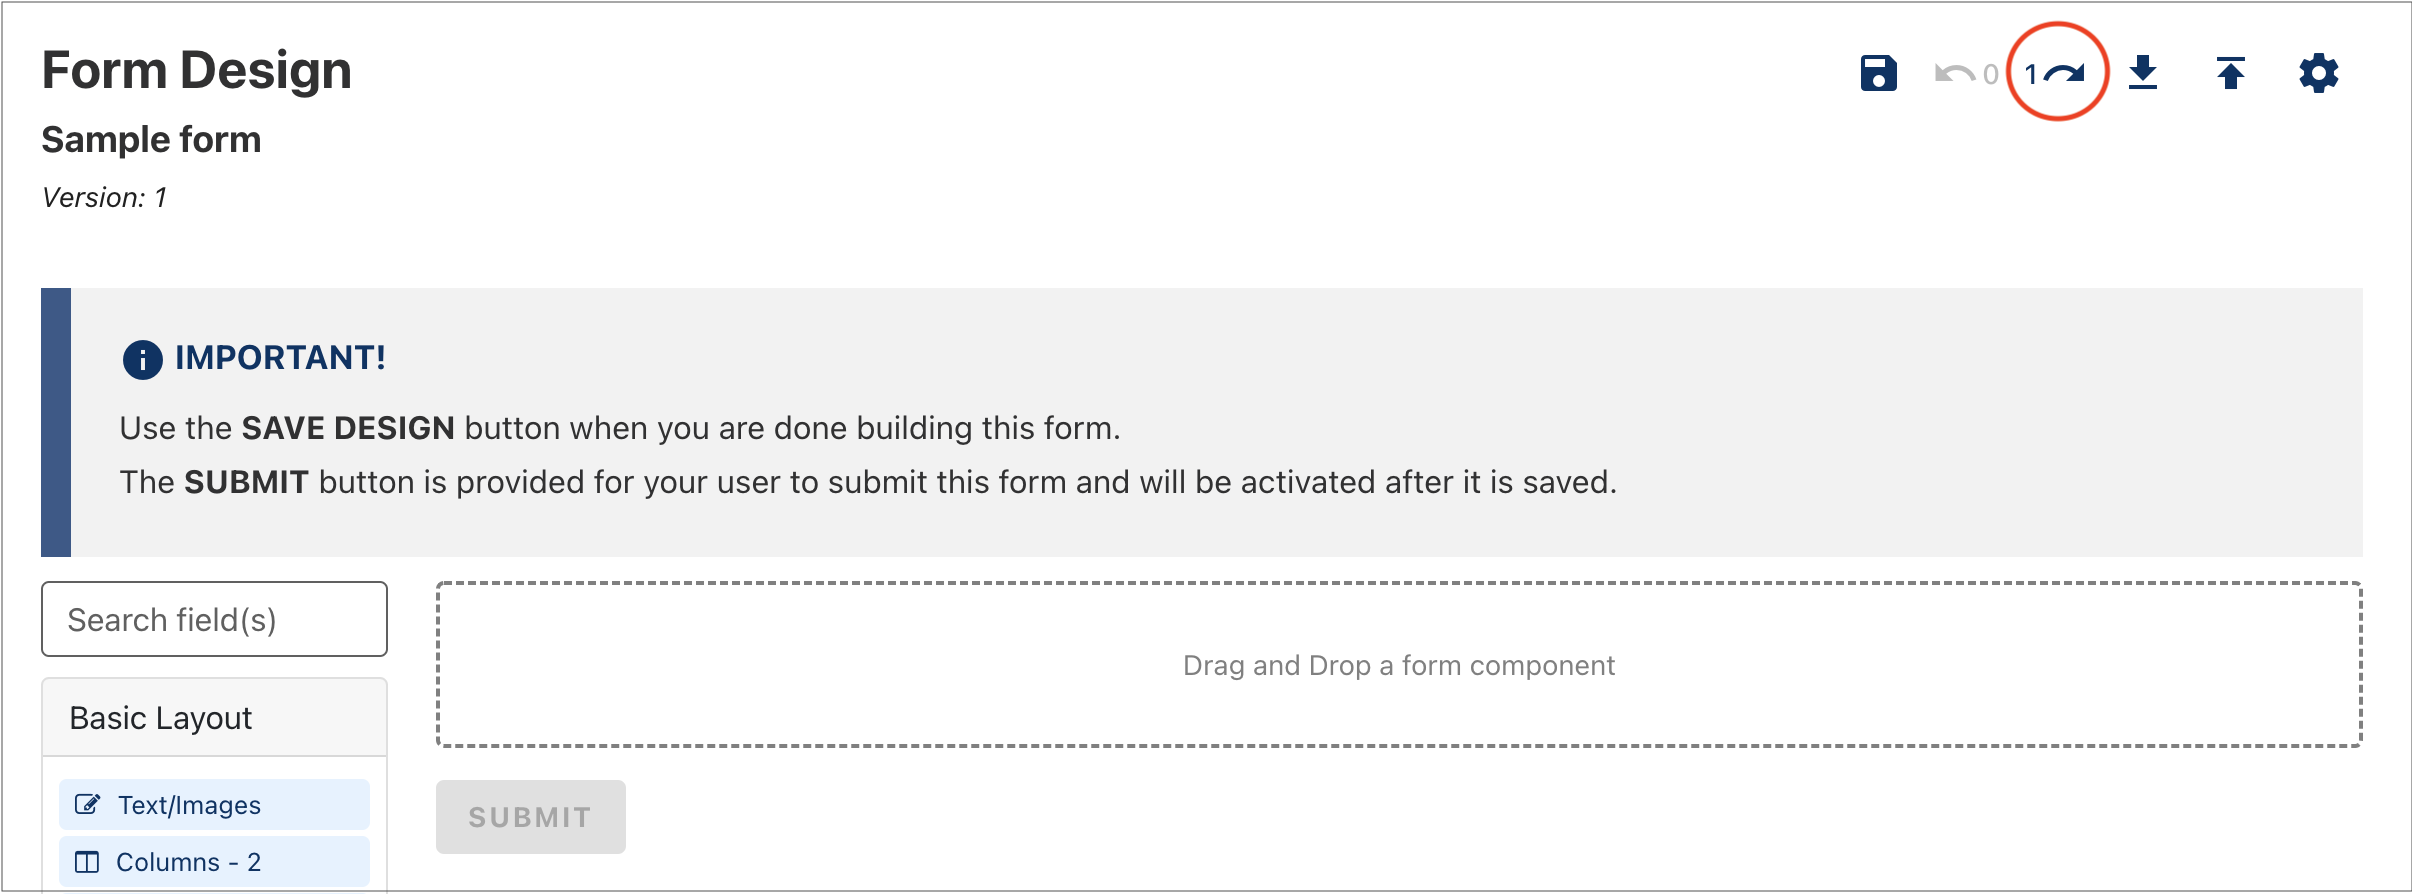 Form Design
0
1
Sample form
Version: 1
IMPORTANT!
Use the SAVE DESIGN button when you are done building this form.
The SUBMIT button is provided for your user to submit this form and will be activated after it is saved.
Search field(s)
Drag and Drop a form component
Basic Layout
Text/Images
SUBMIT
Columns - 2